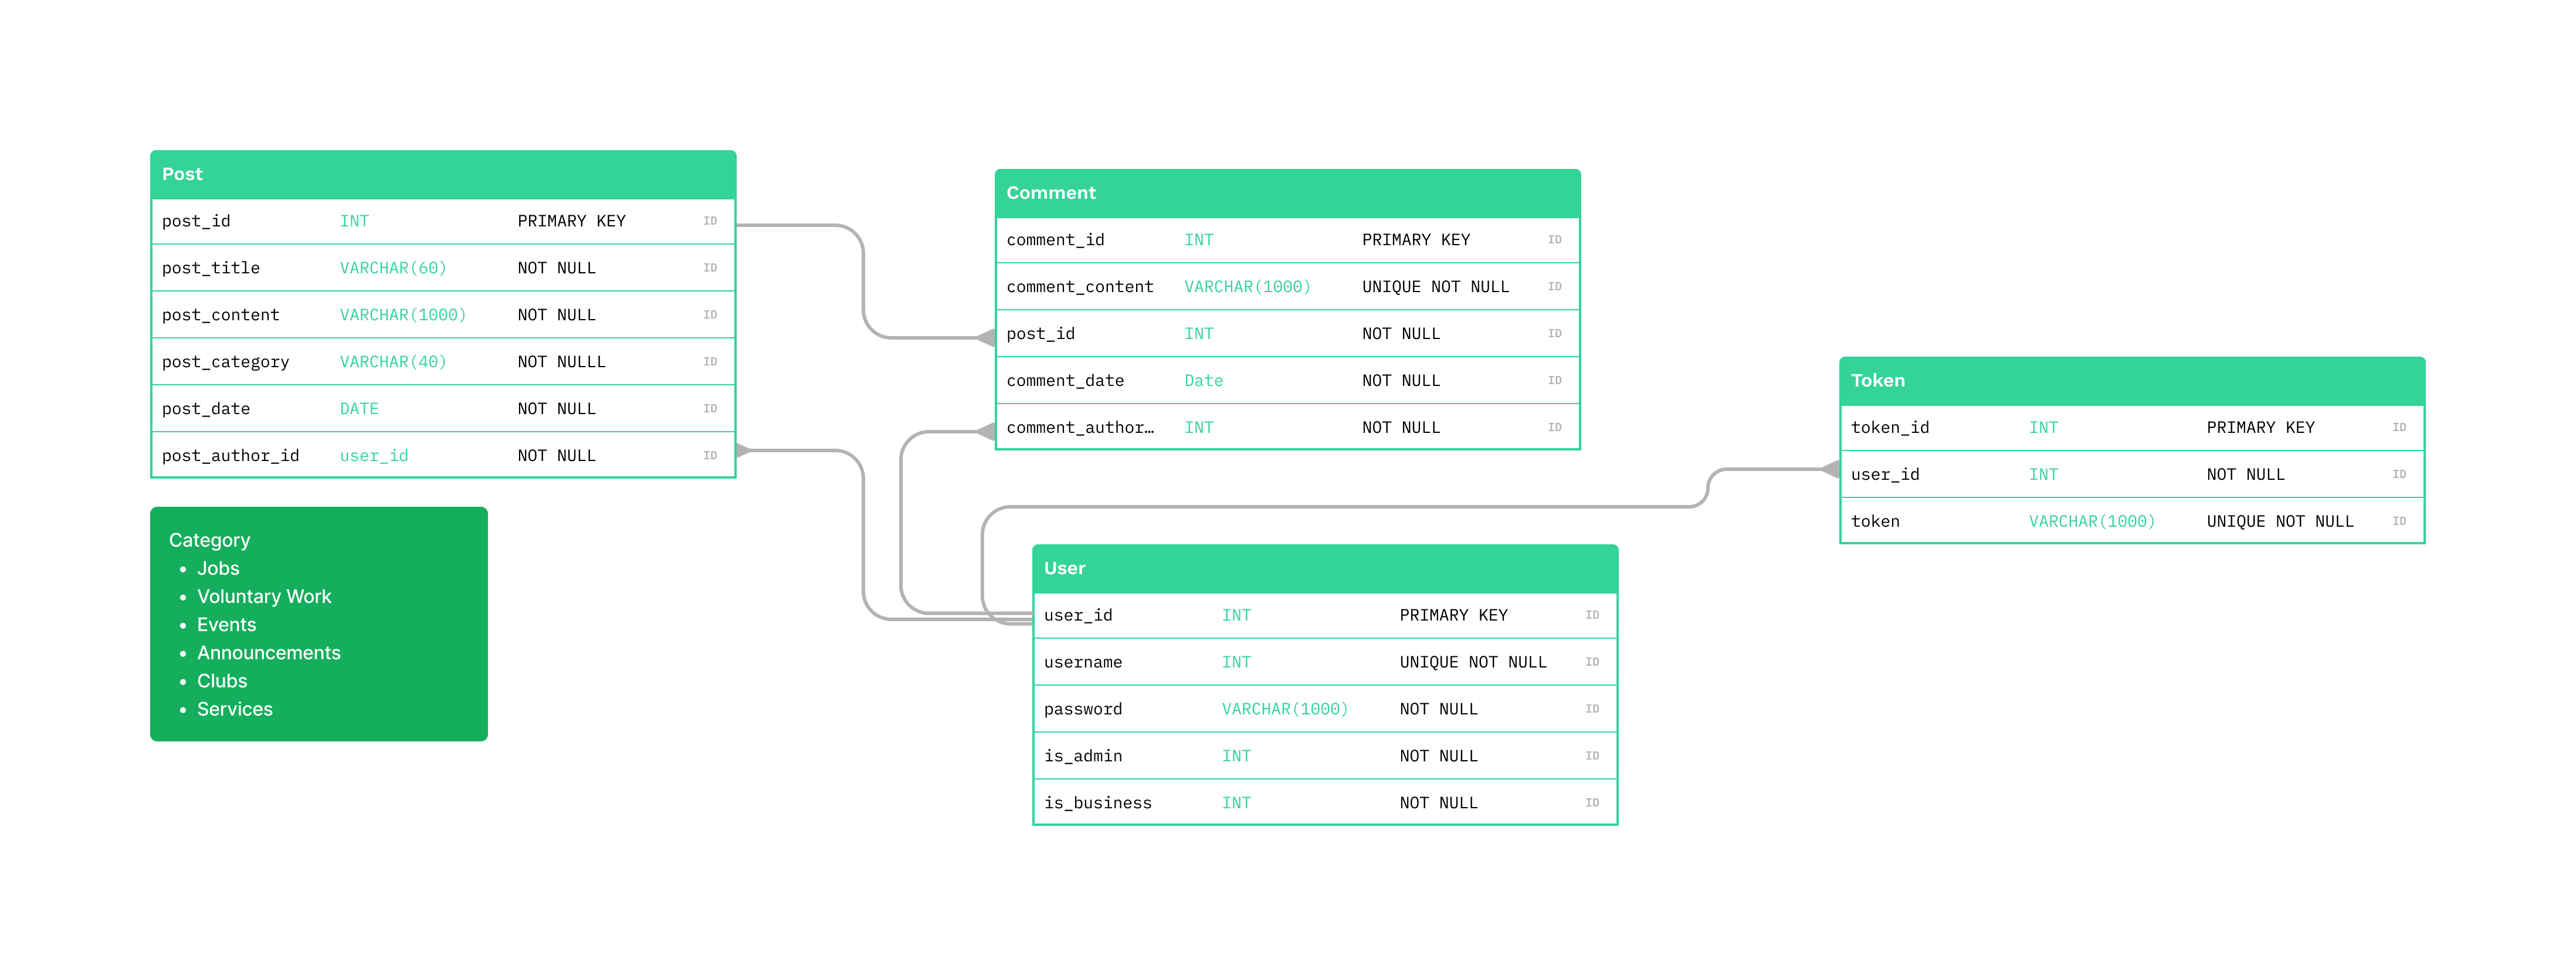 Post
post_id INT PRIMARY KEY ID
post_title VARCHAR(60) NOT NULL ID
post_content VARCHAR(1000) NOT NULL ID
post_category VARCHAR(40) NOT NULLL ID
post_date DATE NOT NULL ID
post_author_id user_id NOT NULL ID
Category
• Jobs
• Voluntary Work
• Events
• Announcements
• Clubs
• Services
Comment
comment_id INT PRIMARY KEY ID
comment_content VARCHAR(1000) UNIQUE NOT NULL ID
post_id INT NOT NULL ID
comment_date Date NOT NULL ID
comment_author… INT NOT NULL ID
User
user_id INT PRIMARY KEY ID
username INT UNIQUE NOT NULL ID
password VARCHAR(1000) NOT NULL ID
is_admin INT NOT NULL ID
is_business INT NOT NULL ID
Token
token_id INT PRIMARY KEY ID
user_id INT NOT NULL ID
token VARCHAR(1000) UNIQUE NOT NULL ID